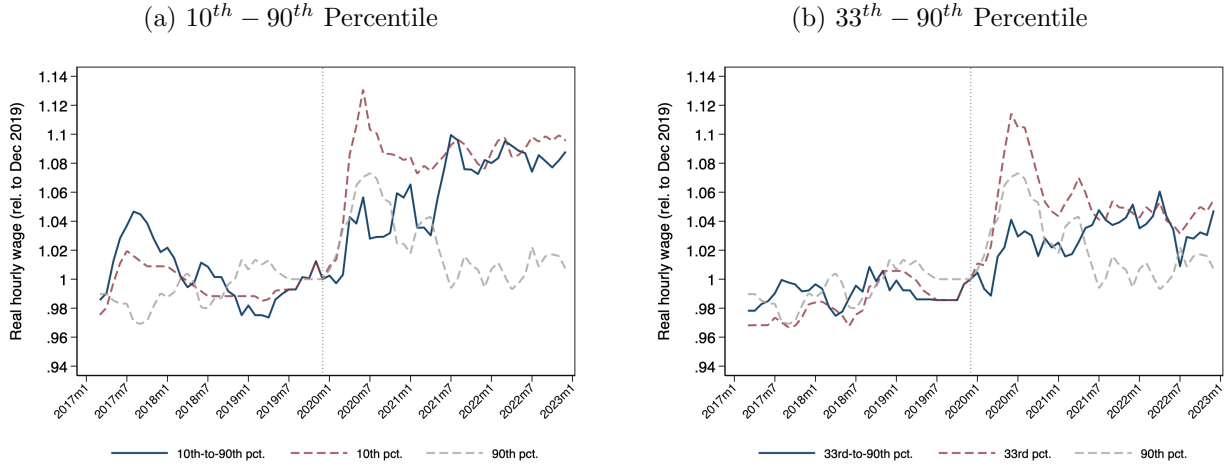 (a) 10th − 90th Percentile
Real hourly wage (rel. to Dec 2019)
1.14
1.12
1.1
1.08
1.06
1.04
1.02
1
.98
.96
.94
2017m1
2017m7
2018m1
2018m7
2019m1
2019m7
2020m1
2020m7
2021m1
2021m7
2022m1
2022m7
2023m1
10th-to-90th pct.
10th pct.
90th pct.
(b) 33th − 90th Percentile
Real hourly wage (rel. to Dec 2019)
1.14
1.12
1.1
1.08
1.06
1.04
1.02
1
.98
.96
.94
2017m1
2017m7
2018m1
2018m7
2019m1
2019m7
2020m1
2020m7
2021m1
2021m7
2022m1
2022m7
2023m1
33rd-to-90th pct.
33rd pct.
90th pct.